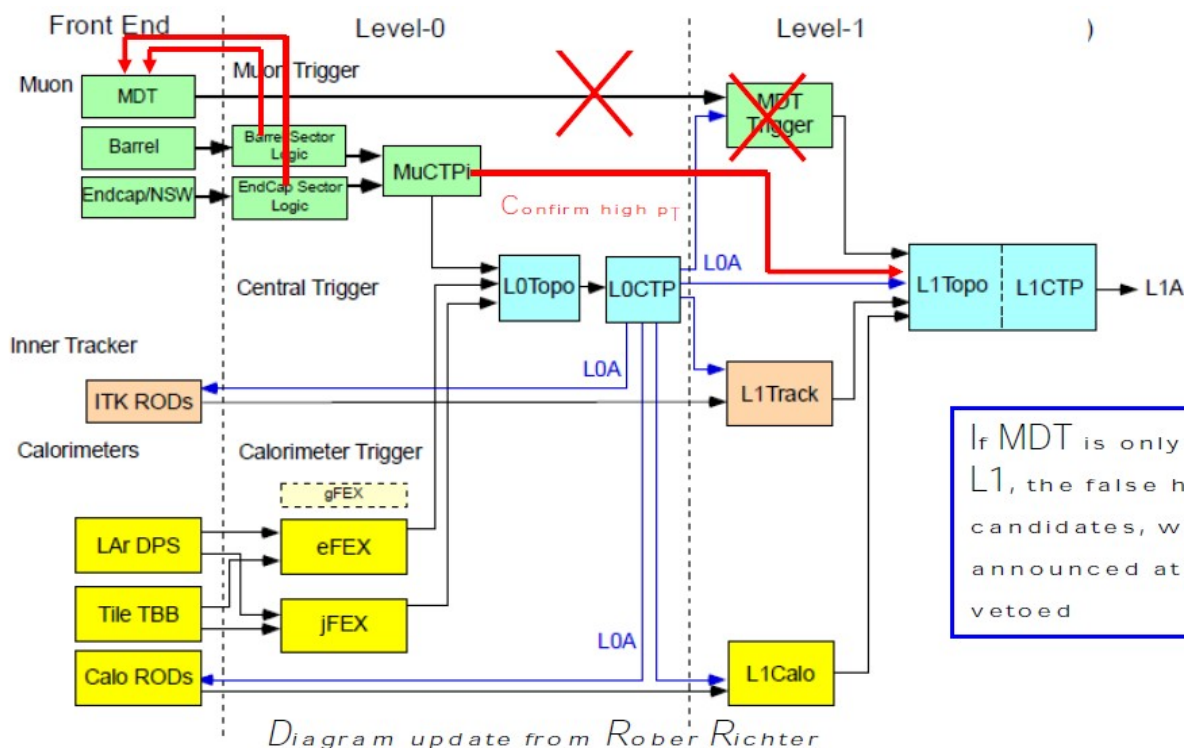 Front End
Level-0
Level-1
)
Muon
Muon Trigger
MDT
MDT
Trigger
Barrel
Barrel Sector
Logic
MuCTPi
Endcap/NSW
EndCap Sector
Logic
Confirm high pT
Central Trigger
L0Topo
L0CTP
L0A
L1Topo
L1CTP
L1A
Inner Tracker
L0A
ITK RODs
L1Track
Calorimeters
Calorimeter Trigger
gFEX
LAr DPS
eFEX
Tile TBB
jFEX
L0A
Calo RODs
L1Calo
If MDT is only
L1, the false h
candidates, w
announced at
vetoed
Diagram update from Rober Richter